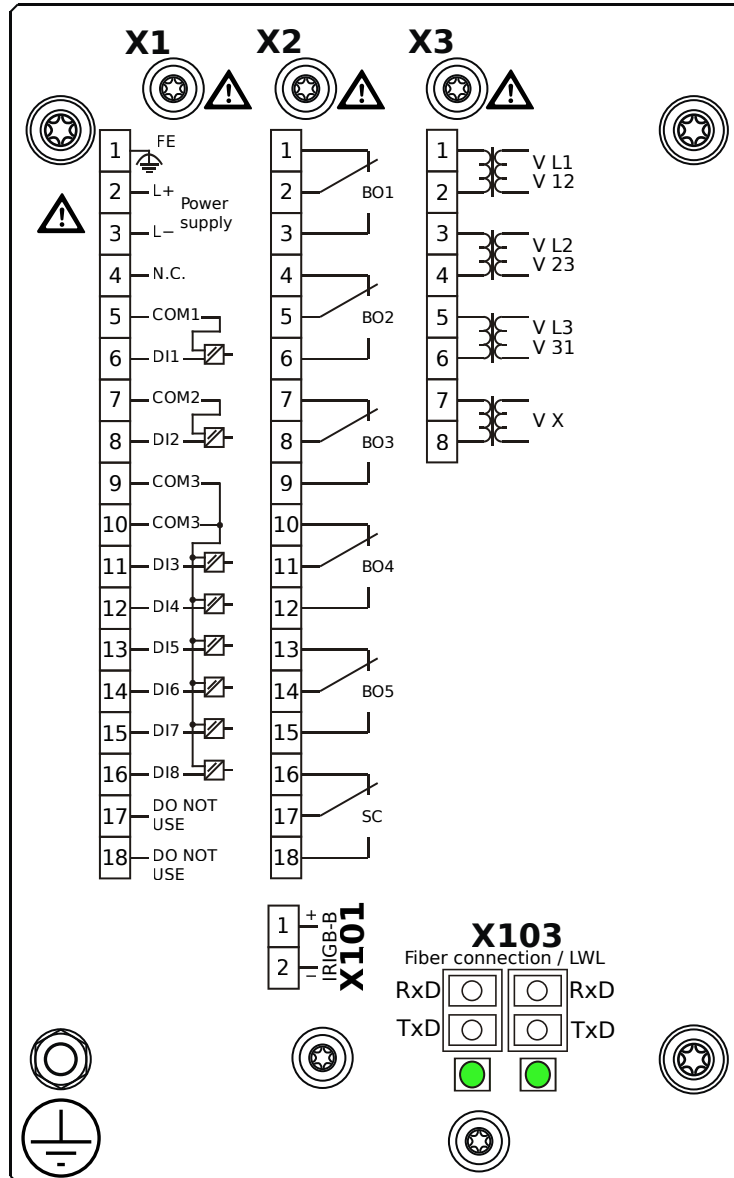 X1
X2
X3
1 FE
2 L+
Power
supply
3 L−
4 N.C.
5 COM1
6 DI1
7 COM2
8 DI2
9 COM3
10 COM3
11 DI3
12 DI4
13 DI5
14 DI6
15 DI7
16 DI8
17 DO NOT
USE
18 DO NOT
USE
1
2 BO1
3
4
5 BO2
6
7
8 BO3
9
10
11 BO4
12
13
14 BO5
15
16
17 SC
18
1 V L1
2 V 12
3 V L2
4 V 23
5 V L3
6 V 31
7
V X
8
1 +
2 −
IRIGB-B
X101
X103
Fiber connection / LWL
RxD RxD
TxD TxD